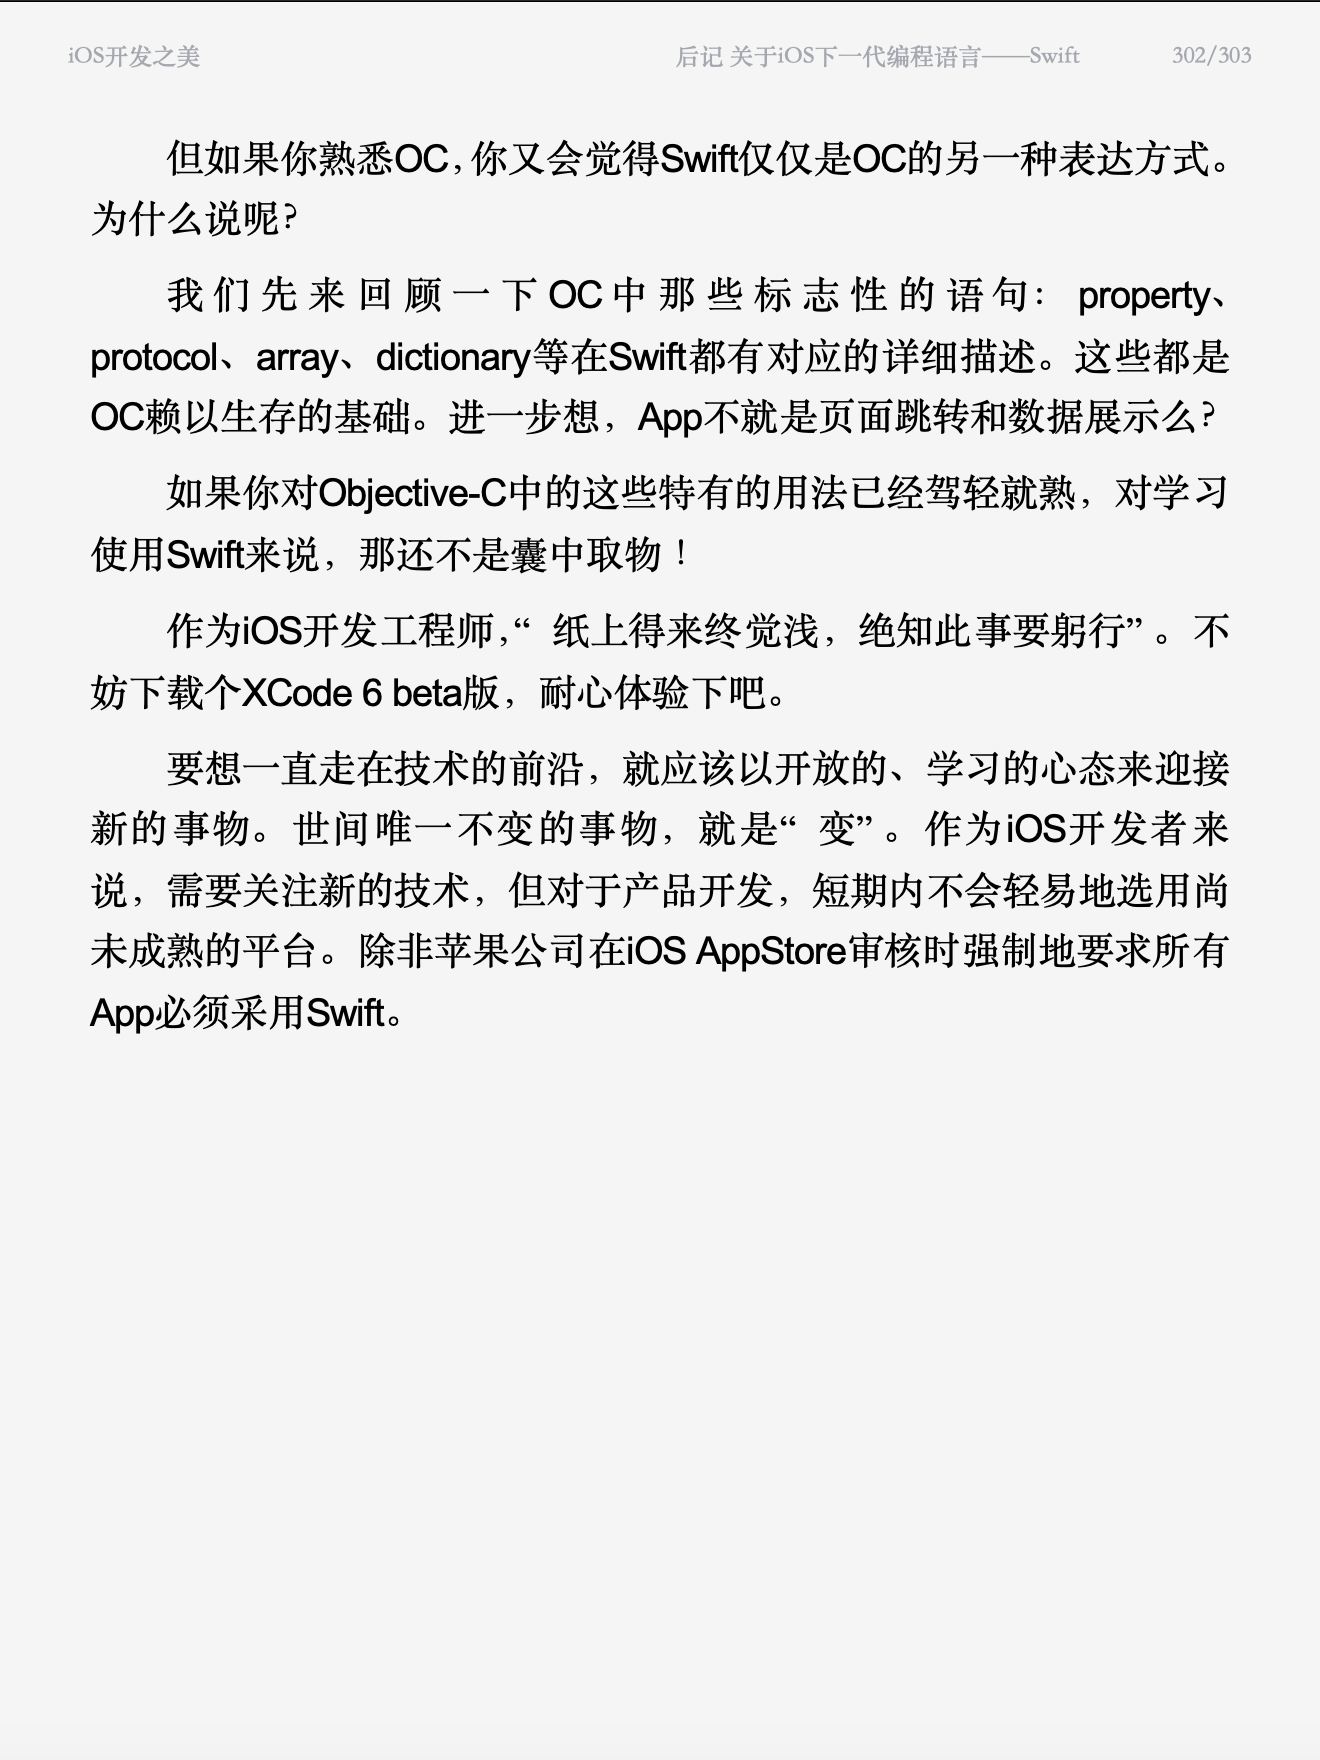 iOS开发之美
后记 关于iOS下一代编程语言——Swift
302/303
但如果你熟悉OC,你又会觉得Swift仅仅是OC的另一种表达方式。
为什么说呢?
我们先来回顾一下OC中那些标志性的语句: property、
protocol、array、dictionary等在Swift都有对应的详细描述。这些都是
OC赖以生存的基础。进一步想，App不就是页面跳转和数据展示么?
如果你对Objective-C中的这些特有的用法已经驾轻就熟，对学习
使用Swift来说，那还不是囊中取物！
作为iOS开发工程师,“ 纸上得来终觉浅，绝知此事要躬行” 。不
妨下载个XCode 6 beta版，耐心体验下吧。
要想一直走在技术的前沿，就应该以开放的、学习的心态来迎接
新的事物。世间唯一不变的事物，就是“ 变” 。作为iOS开发者来
说，需要关注新的技术，但对于产品开发，短期内不会轻易地选用尚
未成熟的平台。除非苹果公司在iOS AppStore审核时强制地要求所有
App必须采用Swift。